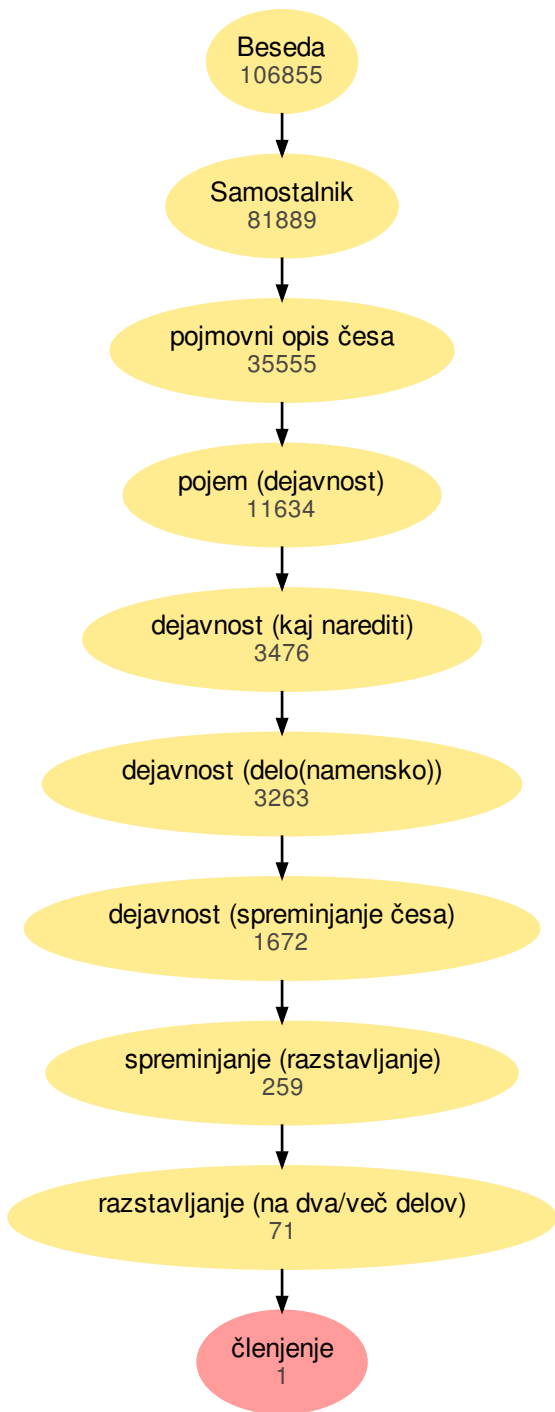 Beseda
106855
Samostalnik
81889
pojmovni opis česa
35555
pojem (dejavnost)
11634
dejavnost (kaj narediti)
3476
dejavnost (delo(namensko))
3263
dejavnost (spreminjanje česa)
1672
spreminjanje (razstavljanje)
259
razstavljanje (na dva/več delov)
71
členjenje
1